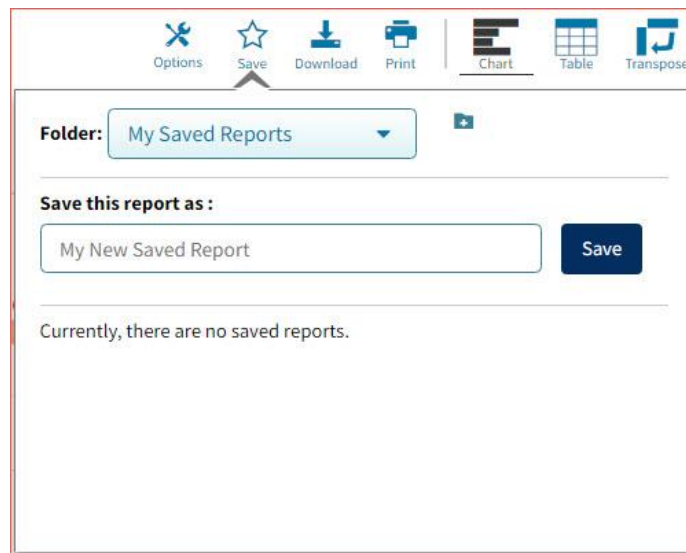 Options Save Download Print Chart Table Transpose
Folder: My Saved Reports
Save this report as :
My New Saved Report Save
Currently, there are no saved reports.